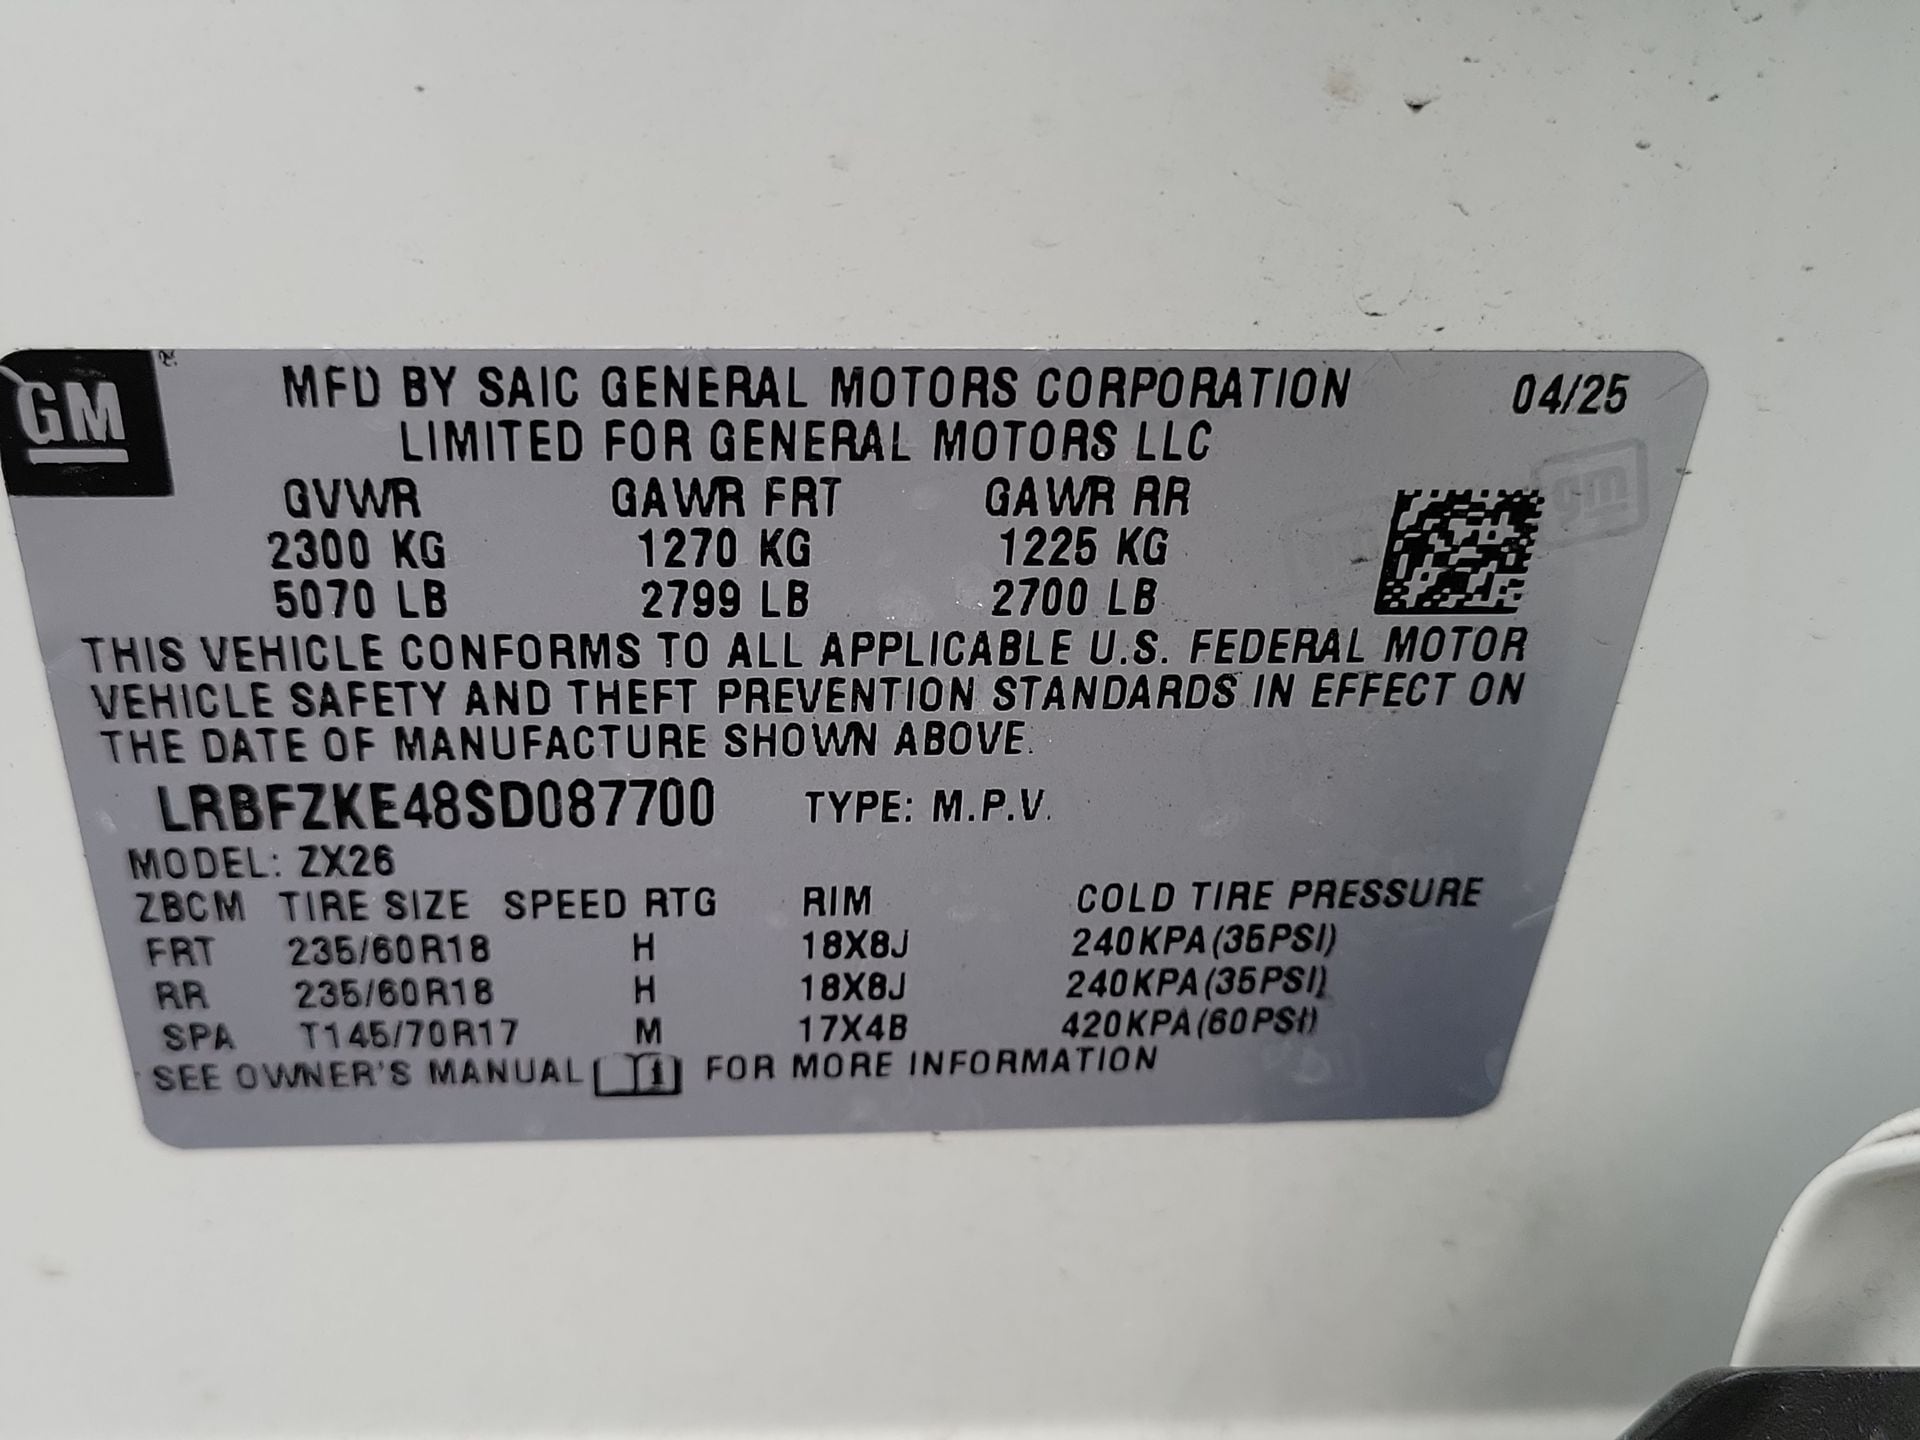 GM
MFD BY SAIC GENERAL MOTORS CORPORATION 04/25
LIMITED FOR GENERAL MOTORS LLC
GVWR GAWR FRT GAWR RR
2300 KG 1270 KG 1225 KG
5070 LB 2799 LB 2700 LB
THIS VEHICLE CONFORMS TO ALL APPLICABLE U.S. FEDERAL MOTOR
VEHICLE SAFETY AND THEFT PREVENTION STANDARDS IN EFFECT ON
THE DATE OF MANUFACTURE SHOWN ABOVE.
LRBFZKE48SD087700 TYPE: M.P.V.
MODEL: ZX26
ZBCM TIRE SIZE SPEED RTG RIM COLD TIRE PRESSURE
FRT 235/60R18 H 18X8J 240KPA(35PSI)
RR 235/60R18 H 18X8J 240KPA(35PSI)
SPA T145/70R17 M 17X4B 420KPA(60PSI)
SEE OWNER'S MANUAL i FOR MORE INFORMATION